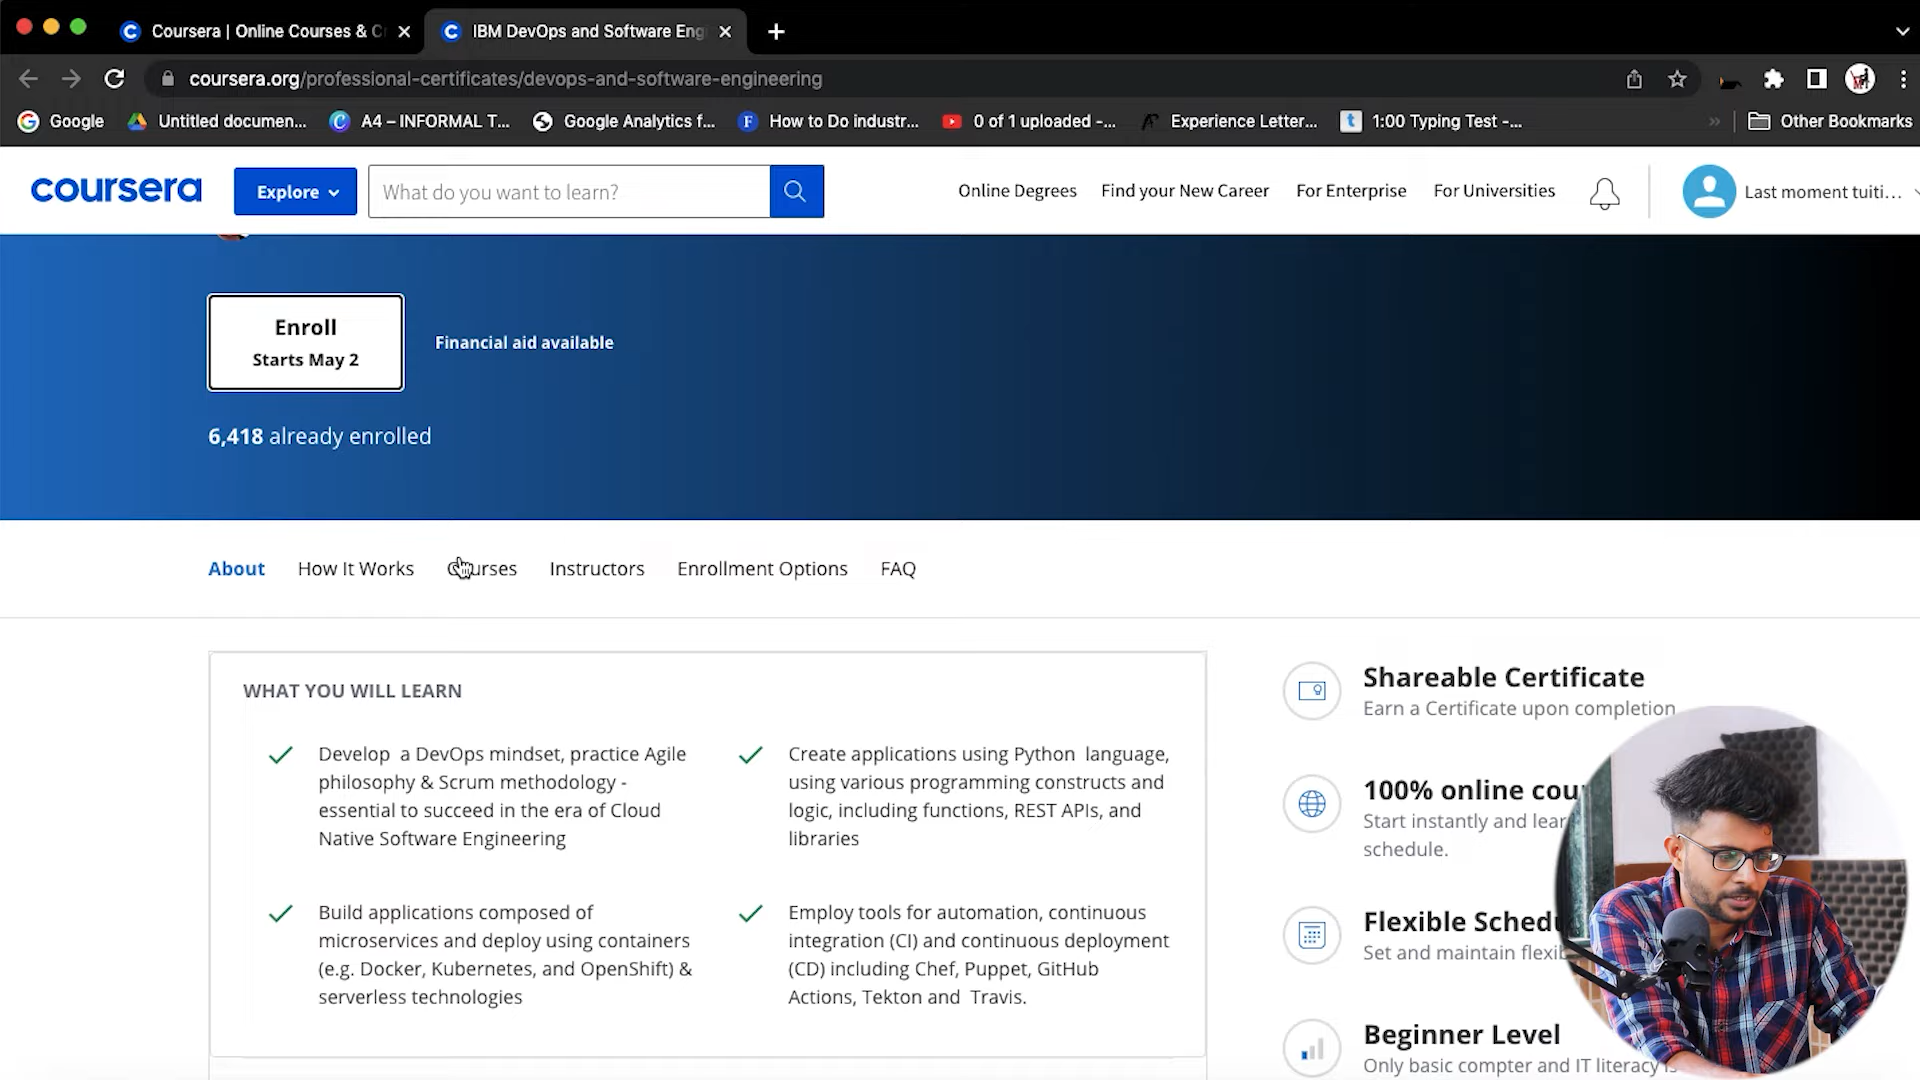 Coursera | Online Courses & C
IBM DevOps and Software Eng
coursera.org/professional-certificates/devops-and-software-engineering
Google
Untitled documen...
A4 – INFORMAL T...
Google Analytics f...
How to Do industr...
0 of 1 uploaded -...
Experience Letter...
1:00 Typing Test -...
»
Other Bookmarks
coursera
Explore
What do you want to learn?
Online Degrees
Find your New Career
For Enterprise
For Universities
Last moment tuiti...
Enroll
Starts May 2
Financial aid available
6,418 already enrolled
About
How It Works
Courses
Instructors
Enrollment Options
FAQ
WHAT YOU WILL LEARN
Develop a DevOps mindset, practice Agile
philosophy & Scrum methodology -
essential to succeed in the era of Cloud
Native Software Engineering
Create applications using Python language,
using various programming constructs and
logic, including functions, REST APIs, and
libraries
Build applications composed of
microservices and deploy using containers
(e.g. Docker, Kubernetes, and OpenShift) &
serverless technologies
Employ tools for automation, continuous
integration (CI) and continuous deployment
(CD) including Chef, Puppet, GitHub
Actions, Tekton and Travis.
Shareable Certificate
Earn a Certificate upon completion
100% online cou
Start instantly and lear
schedule.
Flexible Schedu
Set and maintain flexib
Beginner Level
Only basic compter and IT literacy